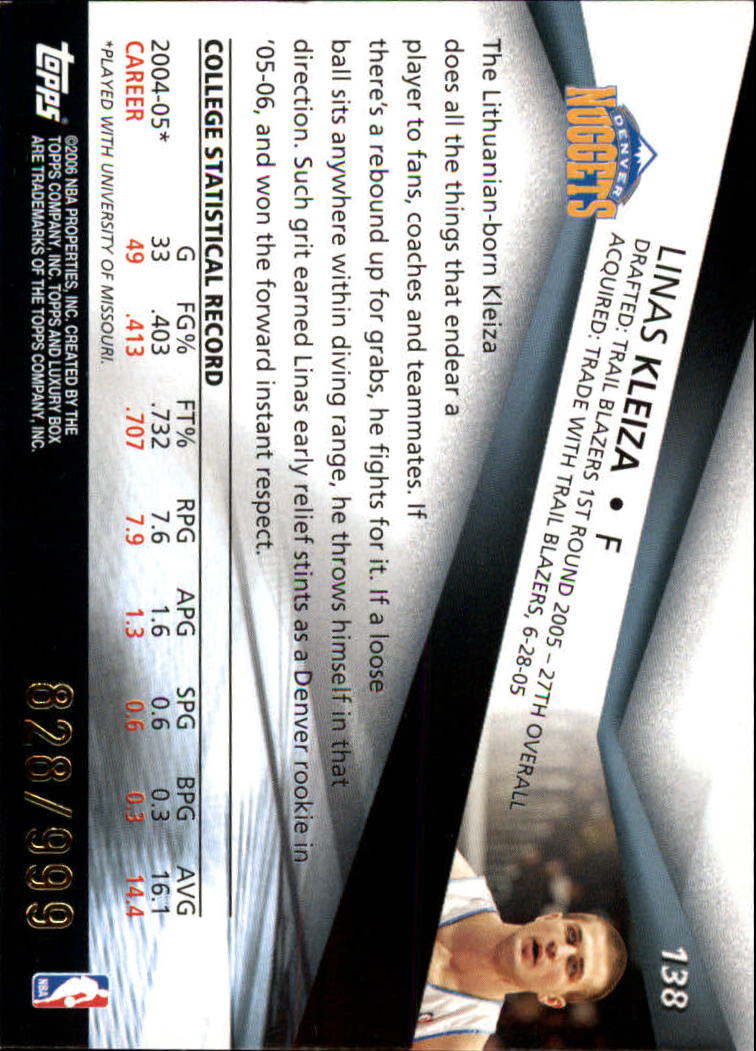 138
DENVER
NUGGETS
LINAS KLEIZA • F
DRAFTED: TRAIL BLAZERS 1ST ROUND 2005 – 27TH OVERALL
ACQUIRED: TRADE WITH TRAIL BLAZERS, 6-28-05
The Lithuanian-born Kleiza
does all the things that endear a
player to fans, coaches and teammates. If
there's a rebound up for grabs, he fights for it. If a loose
ball sits anywhere within diving range, he throws himself in that
direction. Such grit earned Linas early relief stints as a Denver rookie in
'05-06, and won the forward instant respect.
COLLEGE STATISTICAL RECORD
G FG% FT% RPG APG SPG BPG AVG
2004-05* 33 .403 .732 7.6 1.6 0.6 0.3 16.1
CAREER 49 .413 .707 7.9 1.3 0.6 0.3 14.4
*PLAYED WITH UNIVERSITY OF MISSOURI.
Topps
©2006 NBA PROPERTIES, INC. CREATED BY THE
TOPPS COMPANY, INC. TOPPS AND LUXURY BOX
ARE TRADEMARKS OF THE TOPPS COMPANY, INC.
828/999
NBA